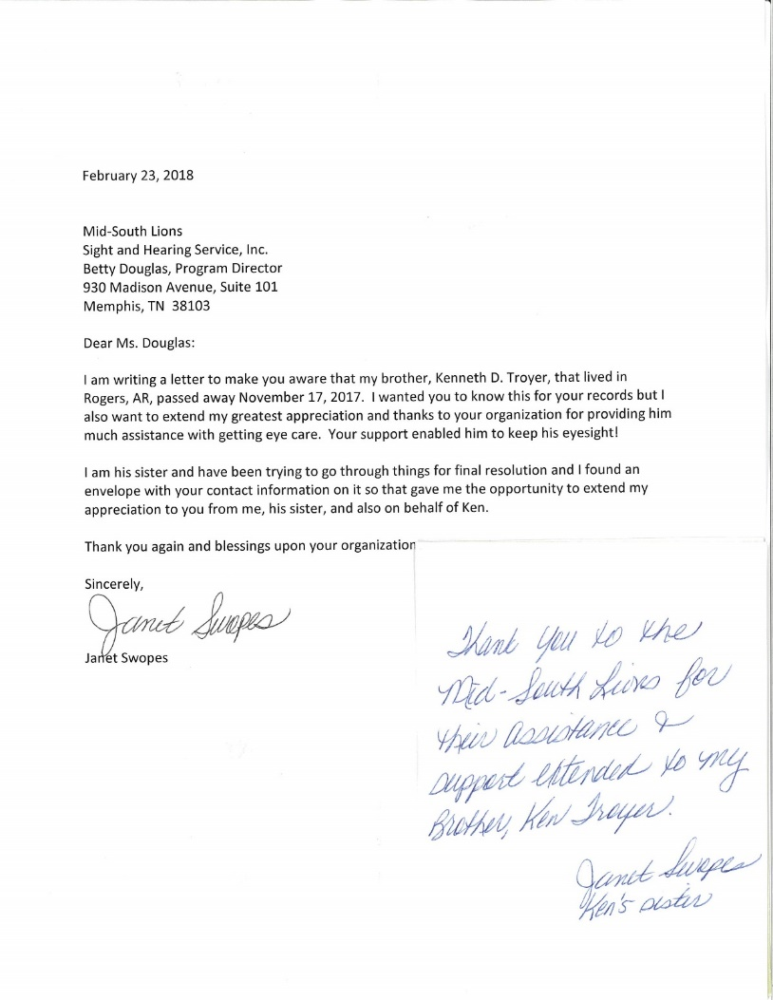 February 23, 2018
Mid-South Lions
Sight and Hearing Service, Inc.
Betty Douglas, Program Director
930 Madison Avenue, Suite 101
Memphis, TN  38103
Dear Ms. Douglas:
I am writing a letter to make you aware that my brother, Kenneth D. Troyer, that lived in
Rogers, AR, passed away November 17, 2017.  I wanted you to know this for your records but I
also want to extend my greatest appreciation and thanks to your organization for providing him
much assistance with getting eye care.  Your support enabled him to keep his eyesight!
I am his sister and have been trying to go through things for final resolution and I found an
envelope with your contact information on it so that gave me the opportunity to extend my
appreciation to you from me, his sister, and also on behalf of Ken.
Thank you again and blessings upon your organization
Sincerely,
Janet Swopes
Janet Swopes
Thank you to the
Mid-South Lions for
their assistance &
support extended to my
Brother, Ken Troyer.
Janet Swopes
Ken's sister